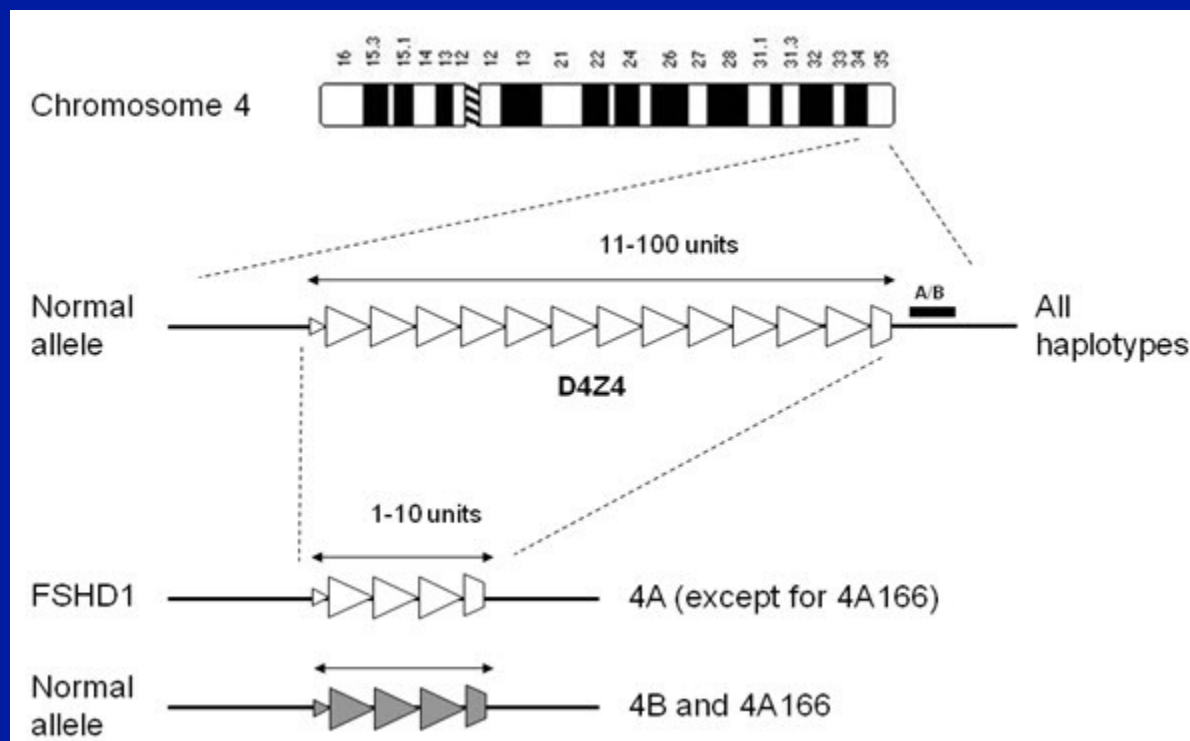 16 15.3 15.1 14 13 12 12 13 21 22 24 26 27 28 31.1 31.3 32 33 34 35
Chromosome 4
11-100 units
A/B
Normal
allele
All
haplotypes
D4Z4
1-10 units
FSHD1
4A (except for 4A166)
Normal
allele
4B and 4A166